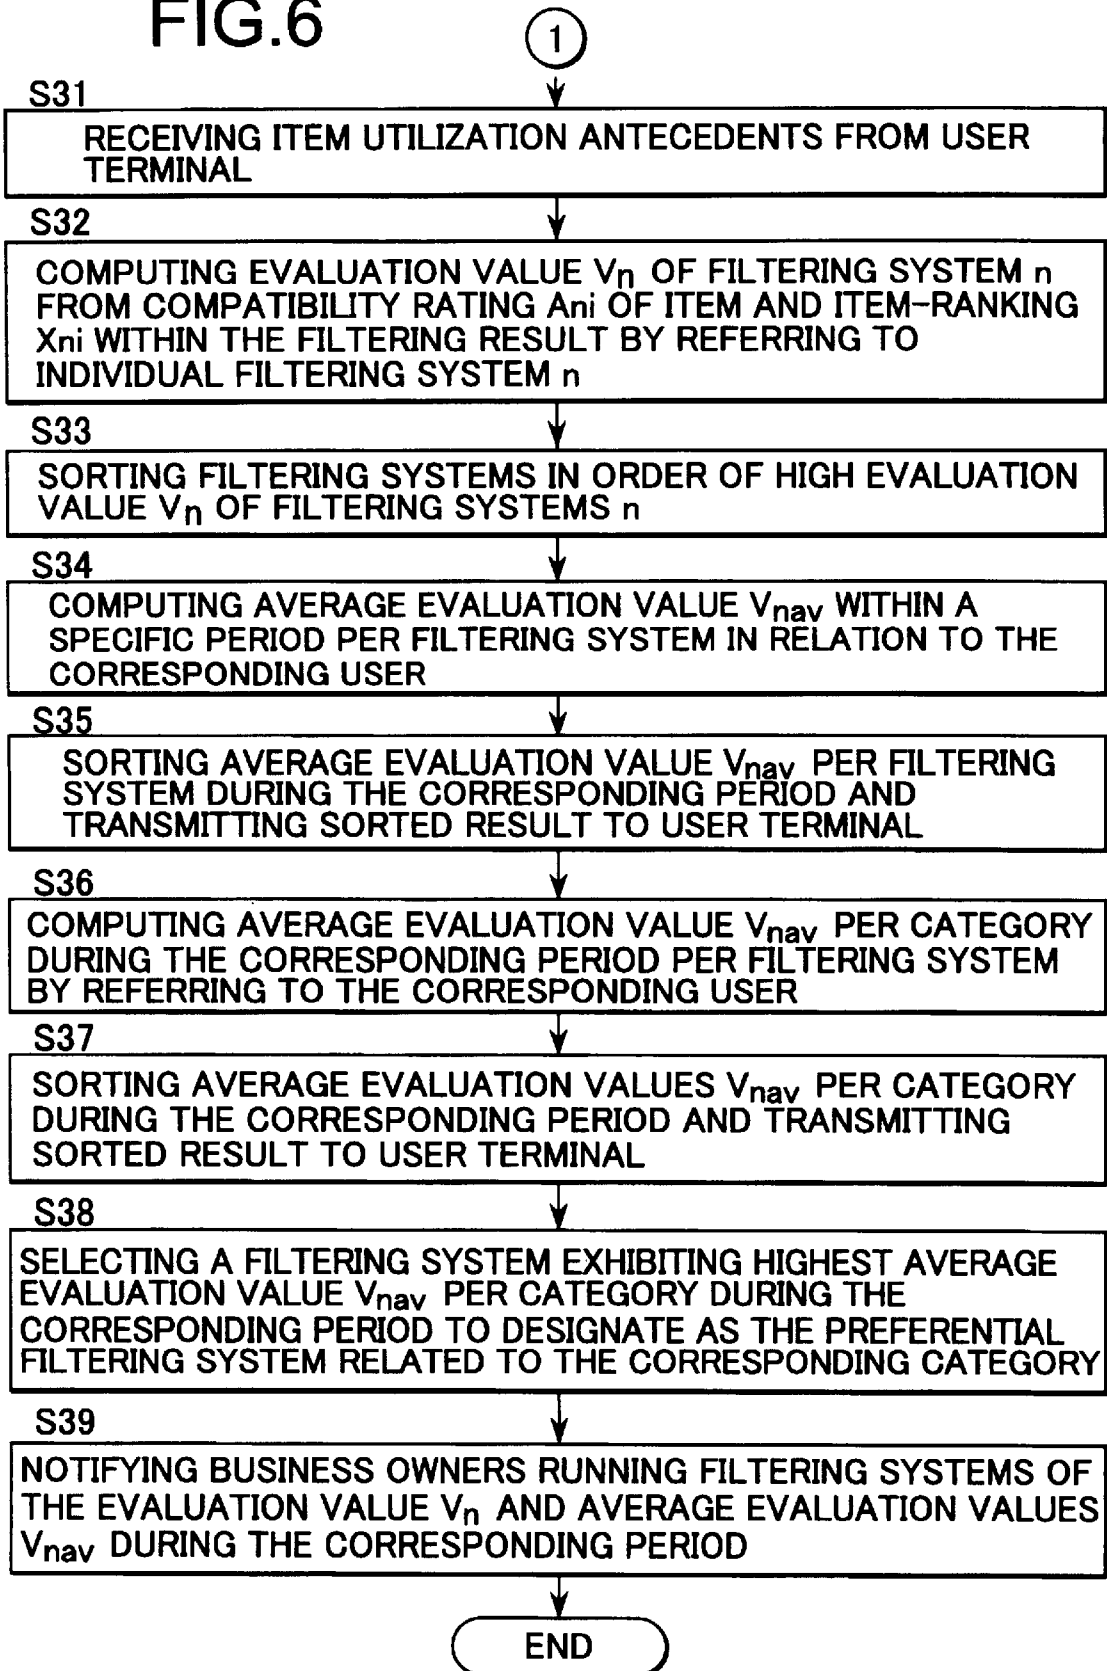 FIG.6
1
S31
RECEIVING ITEM UTILIZATION ANTECEDENTS FROM USER
TERMINAL
S32
COMPUTING EVALUATION VALUE Vn OF FILTERING SYSTEM n
FROM COMPATIBILITY RATING Ani OF ITEM AND ITEM-RANKING
Xni WITHIN THE FILTERING RESULT BY REFERRING TO
INDIVIDUAL FILTERING SYSTEM n
S33
SORTING FILTERING SYSTEMS IN ORDER OF HIGH EVALUATION
VALUE Vn OF FILTERING SYSTEMS n
S34
COMPUTING AVERAGE EVALUATION VALUE Vnav WITHIN A
SPECIFIC PERIOD PER FILTERING SYSTEM IN RELATION TO THE
CORRESPONDING USER
S35
SORTING AVERAGE EVALUATION VALUE Vnav PER FILTERING
SYSTEM DURING THE CORRESPONDING PERIOD AND
TRANSMITTING SORTED RESULT TO USER TERMINAL
S36
COMPUTING AVERAGE EVALUATION VALUE Vnav PER CATEGORY
DURING THE CORRESPONDING PERIOD PER FILTERING SYSTEM
BY REFERRING TO THE CORRESPONDING USER
S37
SORTING AVERAGE EVALUATION VALUES Vnav PER CATEGORY
DURING THE CORRESPONDING PERIOD AND TRANSMITTING
SORTED RESULT TO USER TERMINAL
S38
SELECTING A FILTERING SYSTEM EXHIBITING HIGHEST AVERAGE
EVALUATION VALUE Vnav PER CATEGORY DURING THE
CORRESPONDING PERIOD TO DESIGNATE AS THE PREFERENTIAL
FILTERING SYSTEM RELATED TO THE CORRESPONDING CATEGORY
S39
NOTIFYING BUSINESS OWNERS RUNNING FILTERING SYSTEMS OF
THE EVALUATION VALUE Vn AND AVERAGE EVALUATION VALUES
Vnav DURING THE CORRESPONDING PERIOD
END